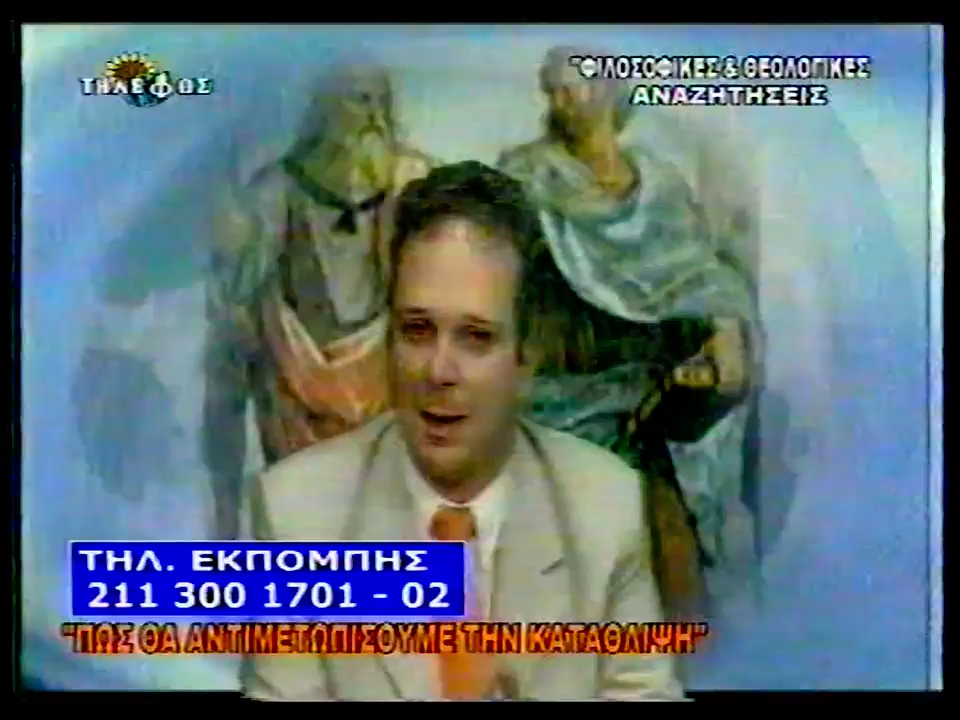 ΤΗΛΕΦΩΣ
"ΦΙΛΟΣΟΦΙΚΕΣ & ΘΕΟΛΟΓΙΚΕΣ
ΑΝΑΖΗΤΗΣΕΙΣ
ΤΗΛ. ΕΚΠΟΜΠΗΣ
211 300 1701 - 02
"ΠΩΣ ΘΑ ΑΝΤΙΜΕΤΩΠΙΣΟΥΜΕ ΤΗΝ ΚΑΤΑΘΛΙΨΗ"